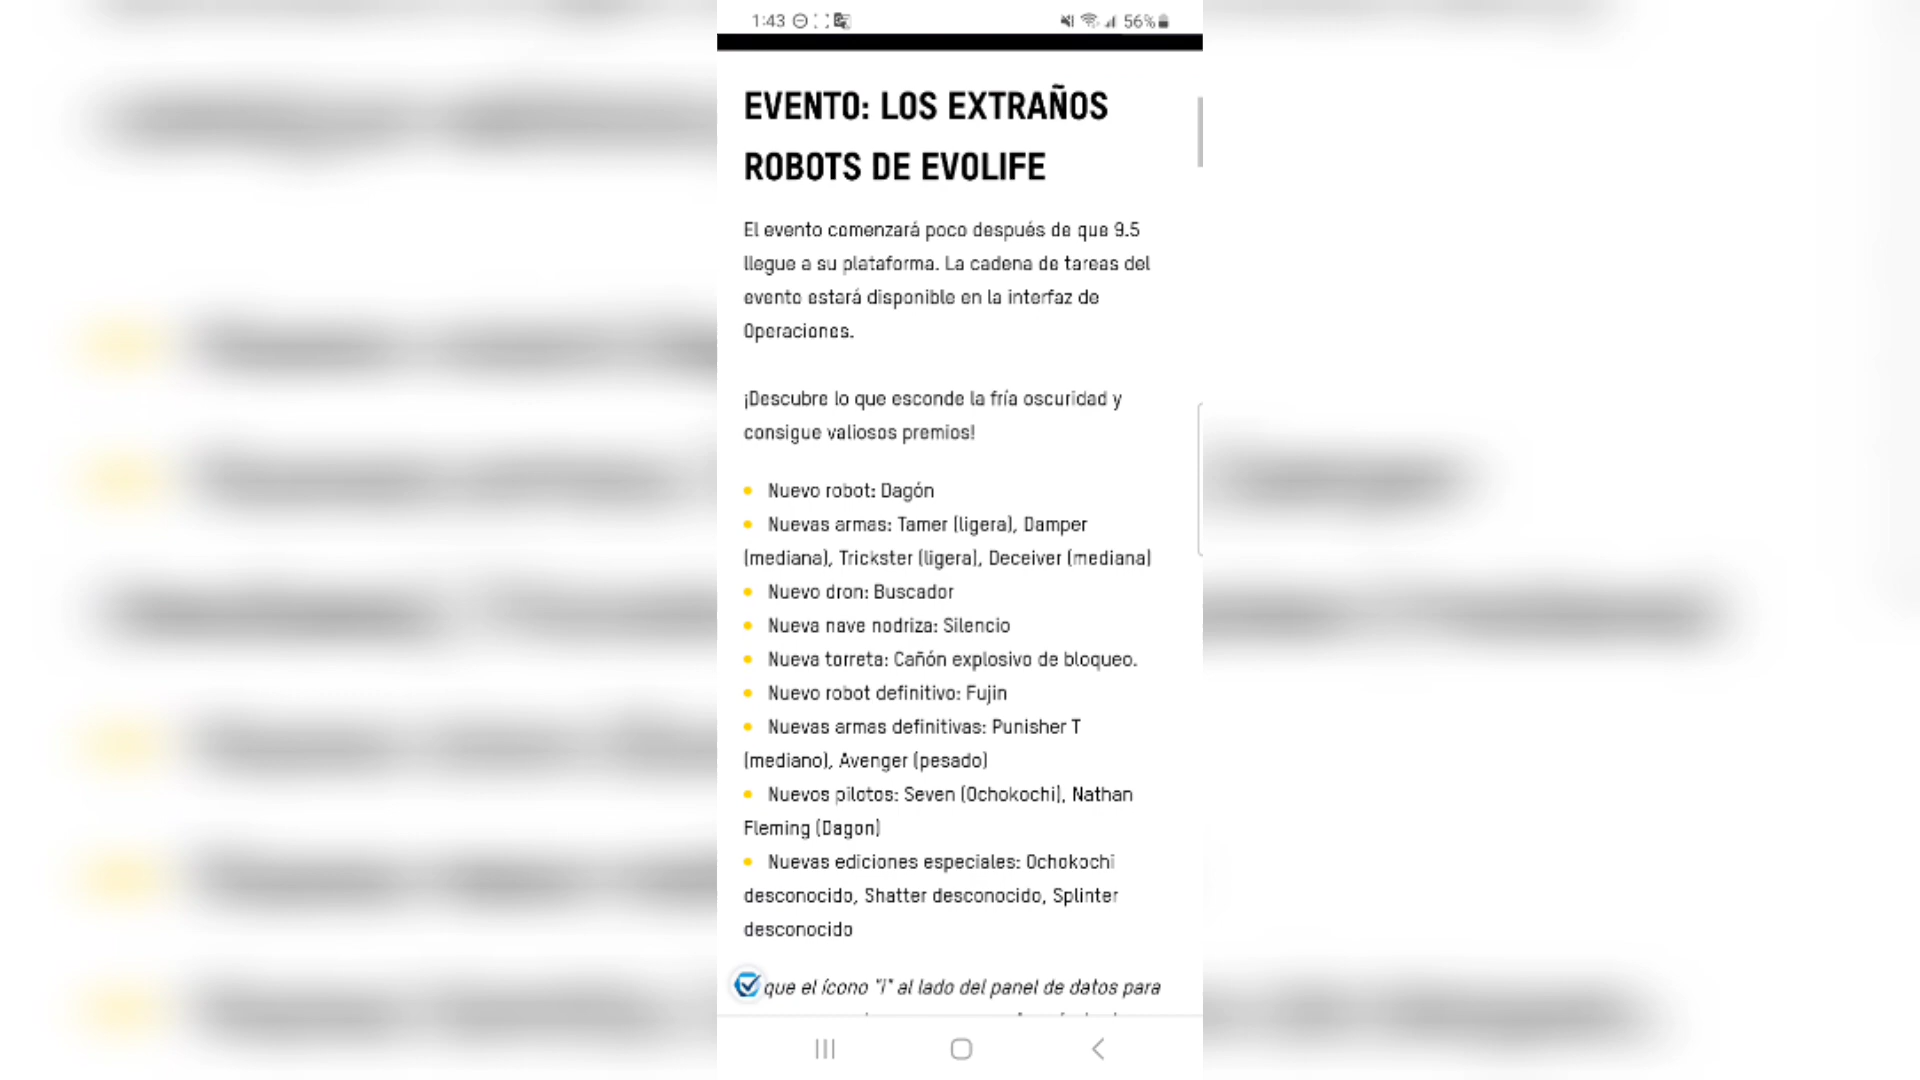 1:43
56%
EVENTO: LOS EXTRAÑOS
ROBOTS DE EVOLIFE
El evento comenzará poco después de que 9.5
llegue a su plataforma. La cadena de tareas del
evento estará disponible en la interfaz de
Operaciones.
¡Descubre lo que esconde la fría oscuridad y
consigue valiosos premios!
• Nuevo robot: Dagón
• Nuevas armas: Tamer (ligera), Damper
(mediana), Trickster (ligera), Deceiver (mediana)
• Nuevo dron: Buscador
• Nueva nave nodriza: Silencio
• Nueva torreta: Cañón explosivo de bloqueo.
• Nuevo robot definitivo: Fujin
• Nuevas armas definitivas: Punisher T
(mediano), Avenger (pesado)
• Nuevos pilotos: Seven (Ochokochi), Nathan
Fleming (Dagon)
• Nuevas ediciones especiales: Ochokochi
desconocido, Shatter desconocido, Splinter
desconocido
que el ícono "i" al lado del panel de datos para